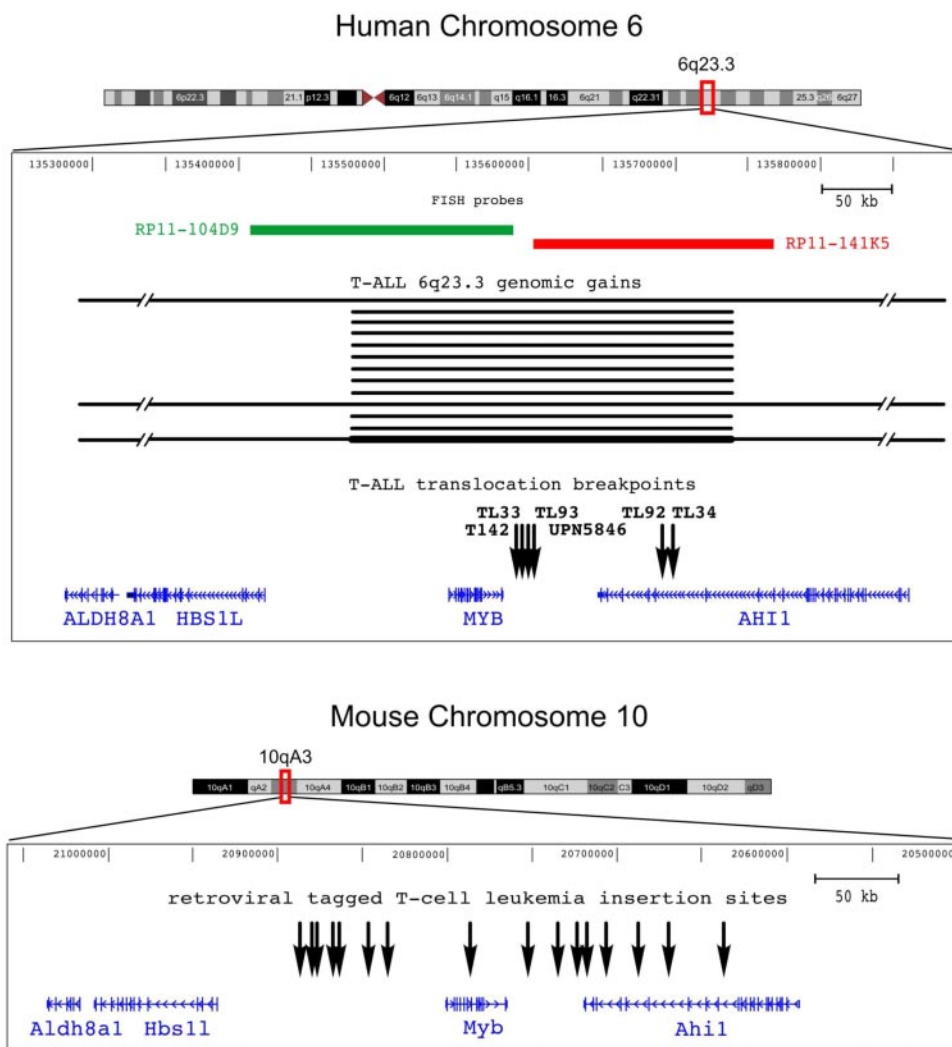 Human Chromosome 6
6q23.3
6p22.3 21.1 p12.3 6q12 6q13 6q14.1 q15 q16.1 16.3 6q21 q22.31 25.3 q26 6q27
135300000 135400000 135500000 135600000 135700000 135800000
50 kb
FISH probes
RP11-104D9
RP11-141K5
T-ALL 6q23.3 genomic gains
T-ALL translocation breakpoints
TL33 TL93 TL92 TL34
T142 UPN5846
ALDH8A1 HBS1L MYB AHI1
Mouse Chromosome 10
10qA3
10qA1 qA2 10qA4 10qB1 10qB2 10qB3 10qB4 qB5.3 10qC1 10qC2 C3 10qD1 10qD2 qD3
21000000 20900000 20800000 20700000 20600000 20500000
50 kb
retroviral tagged T-cell leukemia insertion sites
Aldh8a1 Hbs1l Myb Ahi1